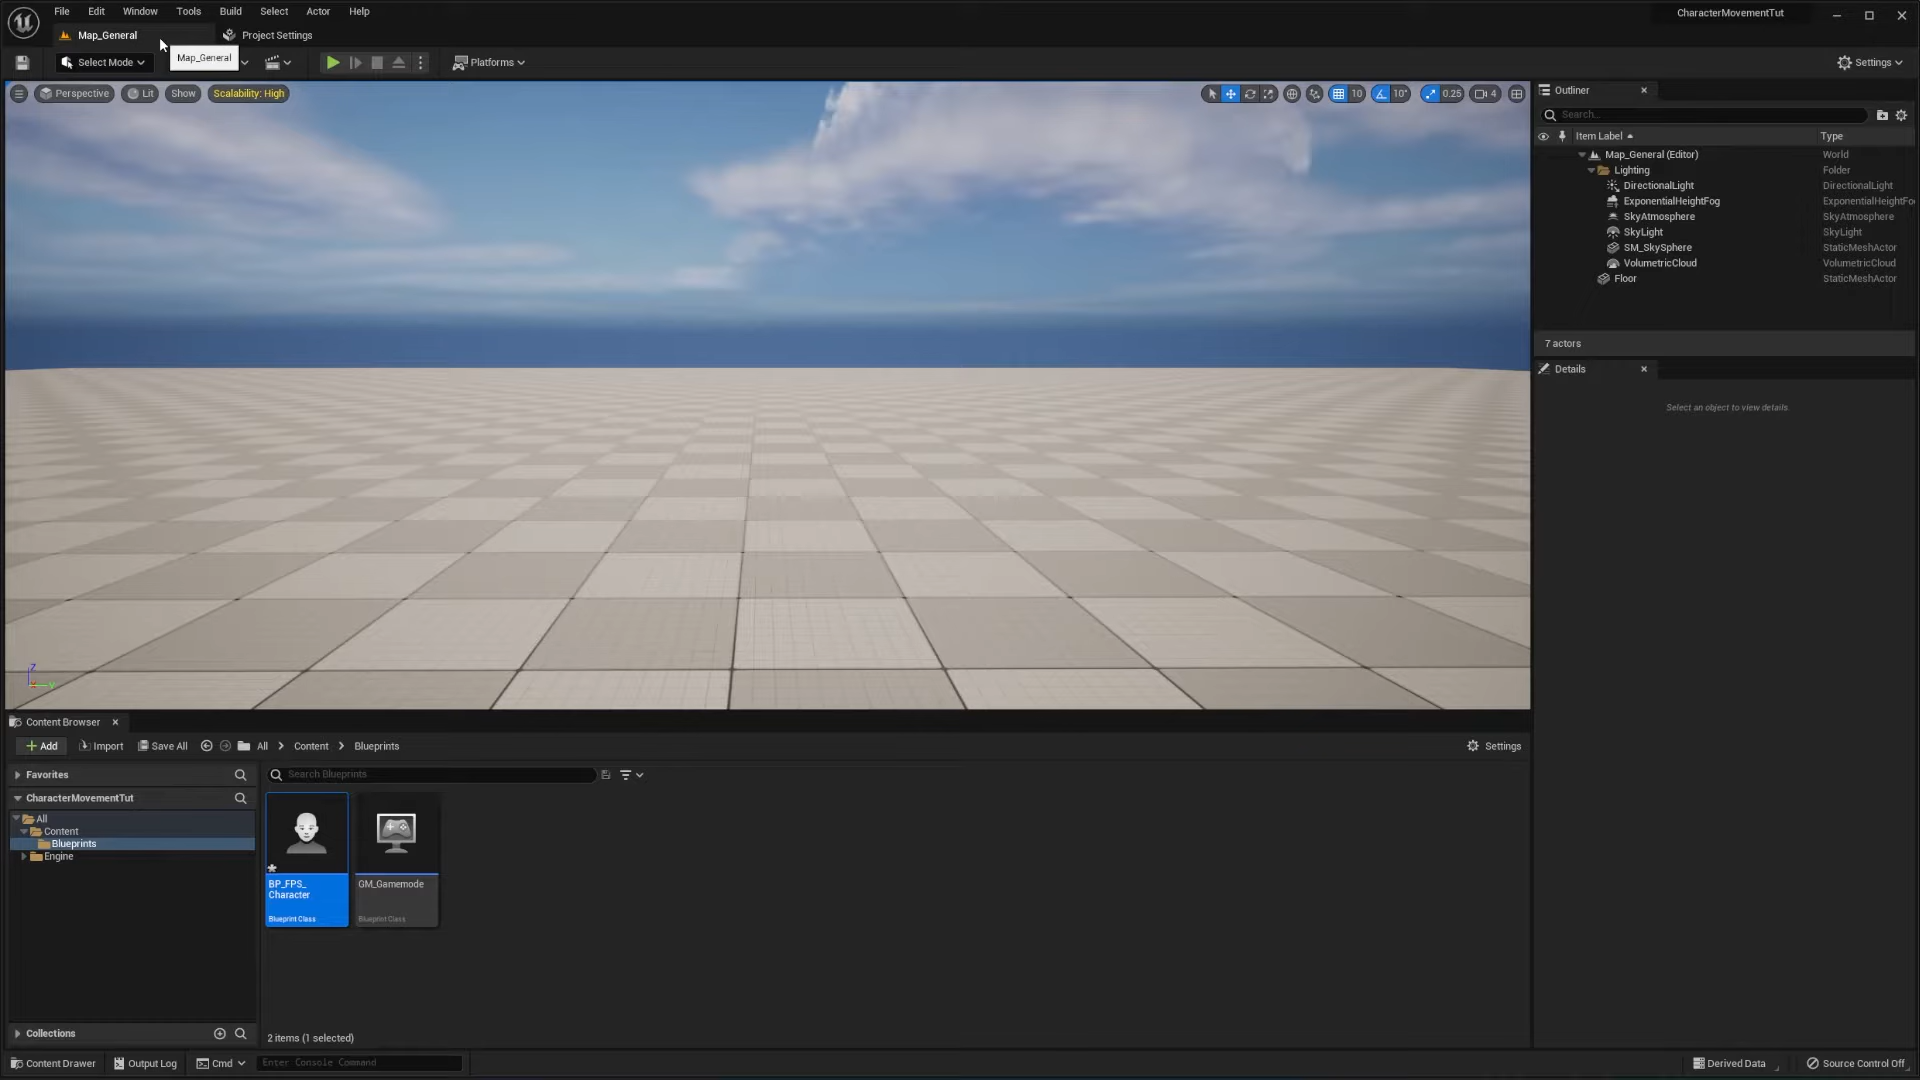 File Edit Window Tools Build Select Actor Help
CharacterMovementTut
Map_General
Project Settings
Select Mode
Map_General
Platforms
Settings
Perspective
Lit
Show
Scalability: High
10
10°
0.25
4
Outliner
Search...
Item Label
Type
Map_General (Editor) World
Lighting Folder
DirectionalLight DirectionalLight
ExponentialHeightFog ExponentialHeightFo
SkyAtmosphere SkyAtmosphere
SkyLight SkyLight
SM_SkySphere StaticMeshActor
VolumetricCloud VolumetricCloud
Floor StaticMeshActor
7 actors
Details
Select an object to view details.
Z
Y
Content Browser
Add
Import
Save All
All
Content
Blueprints
Settings
Favorites
Search Blueprints
CharacterMovementTut
All
Content
Blueprints
Engine
BP_FPS_
Character
Blueprint Class
GM_Gamemode
Blueprint Class
2 items (1 selected)
Collections
Content Drawer
Output Log
Cmd
Enter Console Command
Derived Data
Source Control Off